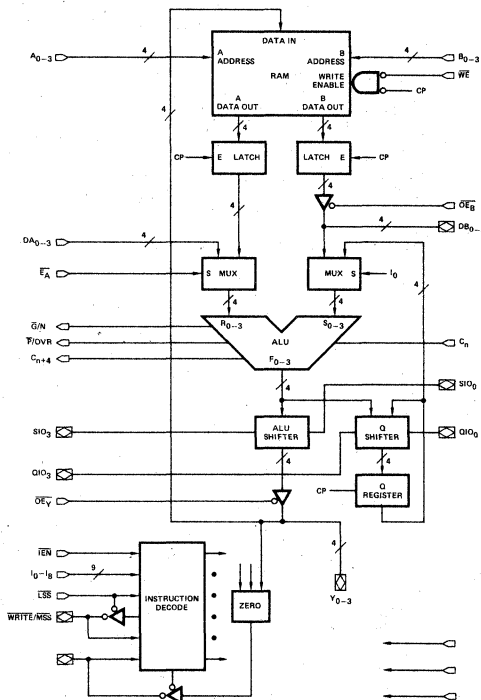 DATA IN
A0–3
4
A
ADDRESS
B
ADDRESS
4
B0–3
RAM
WRITE
ENABLE
WE
CP
4
A
DATA OUT
B
DATA OUT
4
4
CP
E LATCH
LATCH E
CP
4
4
OEB
4
DB0–
DA0–3
4
EA
S MUX
MUX S
I0
4
4
4
G/N
R0–3
S0–3
P/OVR
ALU
Cn
Cn+4
F0–3
4
SIO0
SIO3
ALU
SHIFTER
Q
SHIFTER
QIO0
QIO3
4
4
OEY
CP
Q
REGISTER
4
IEN
I0–I8
9
LSS
INSTRUCTION
DECODE
ZERO
Y0–3
WRITE/MSS